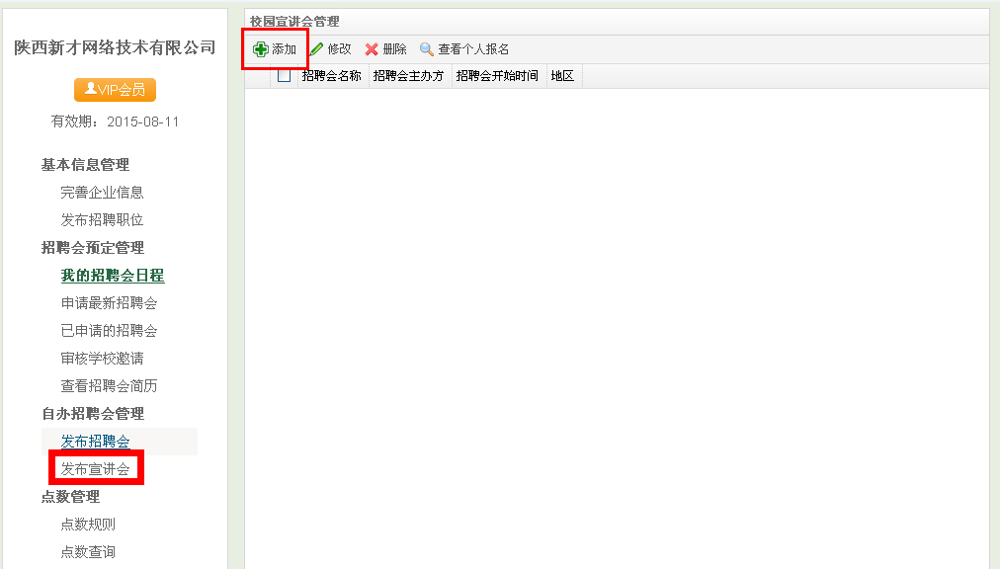 陕西新才网络技术有限公司
VIP会员
有效期： 2015-08-11
基本信息管理
完善企业信息
发布招聘职位
招聘会预定管理
我的招聘会日程
申请最新招聘会
已申请的招聘会
审核学校邀请
查看招聘会简历
自办招聘会管理
发布招聘会
发布宣讲会
点数管理
点数规则
点数查询
校园宣讲会管理
添加 修改 删除 查看个人报名
招聘会名称 招聘会主办方 招聘会开始时间 地区